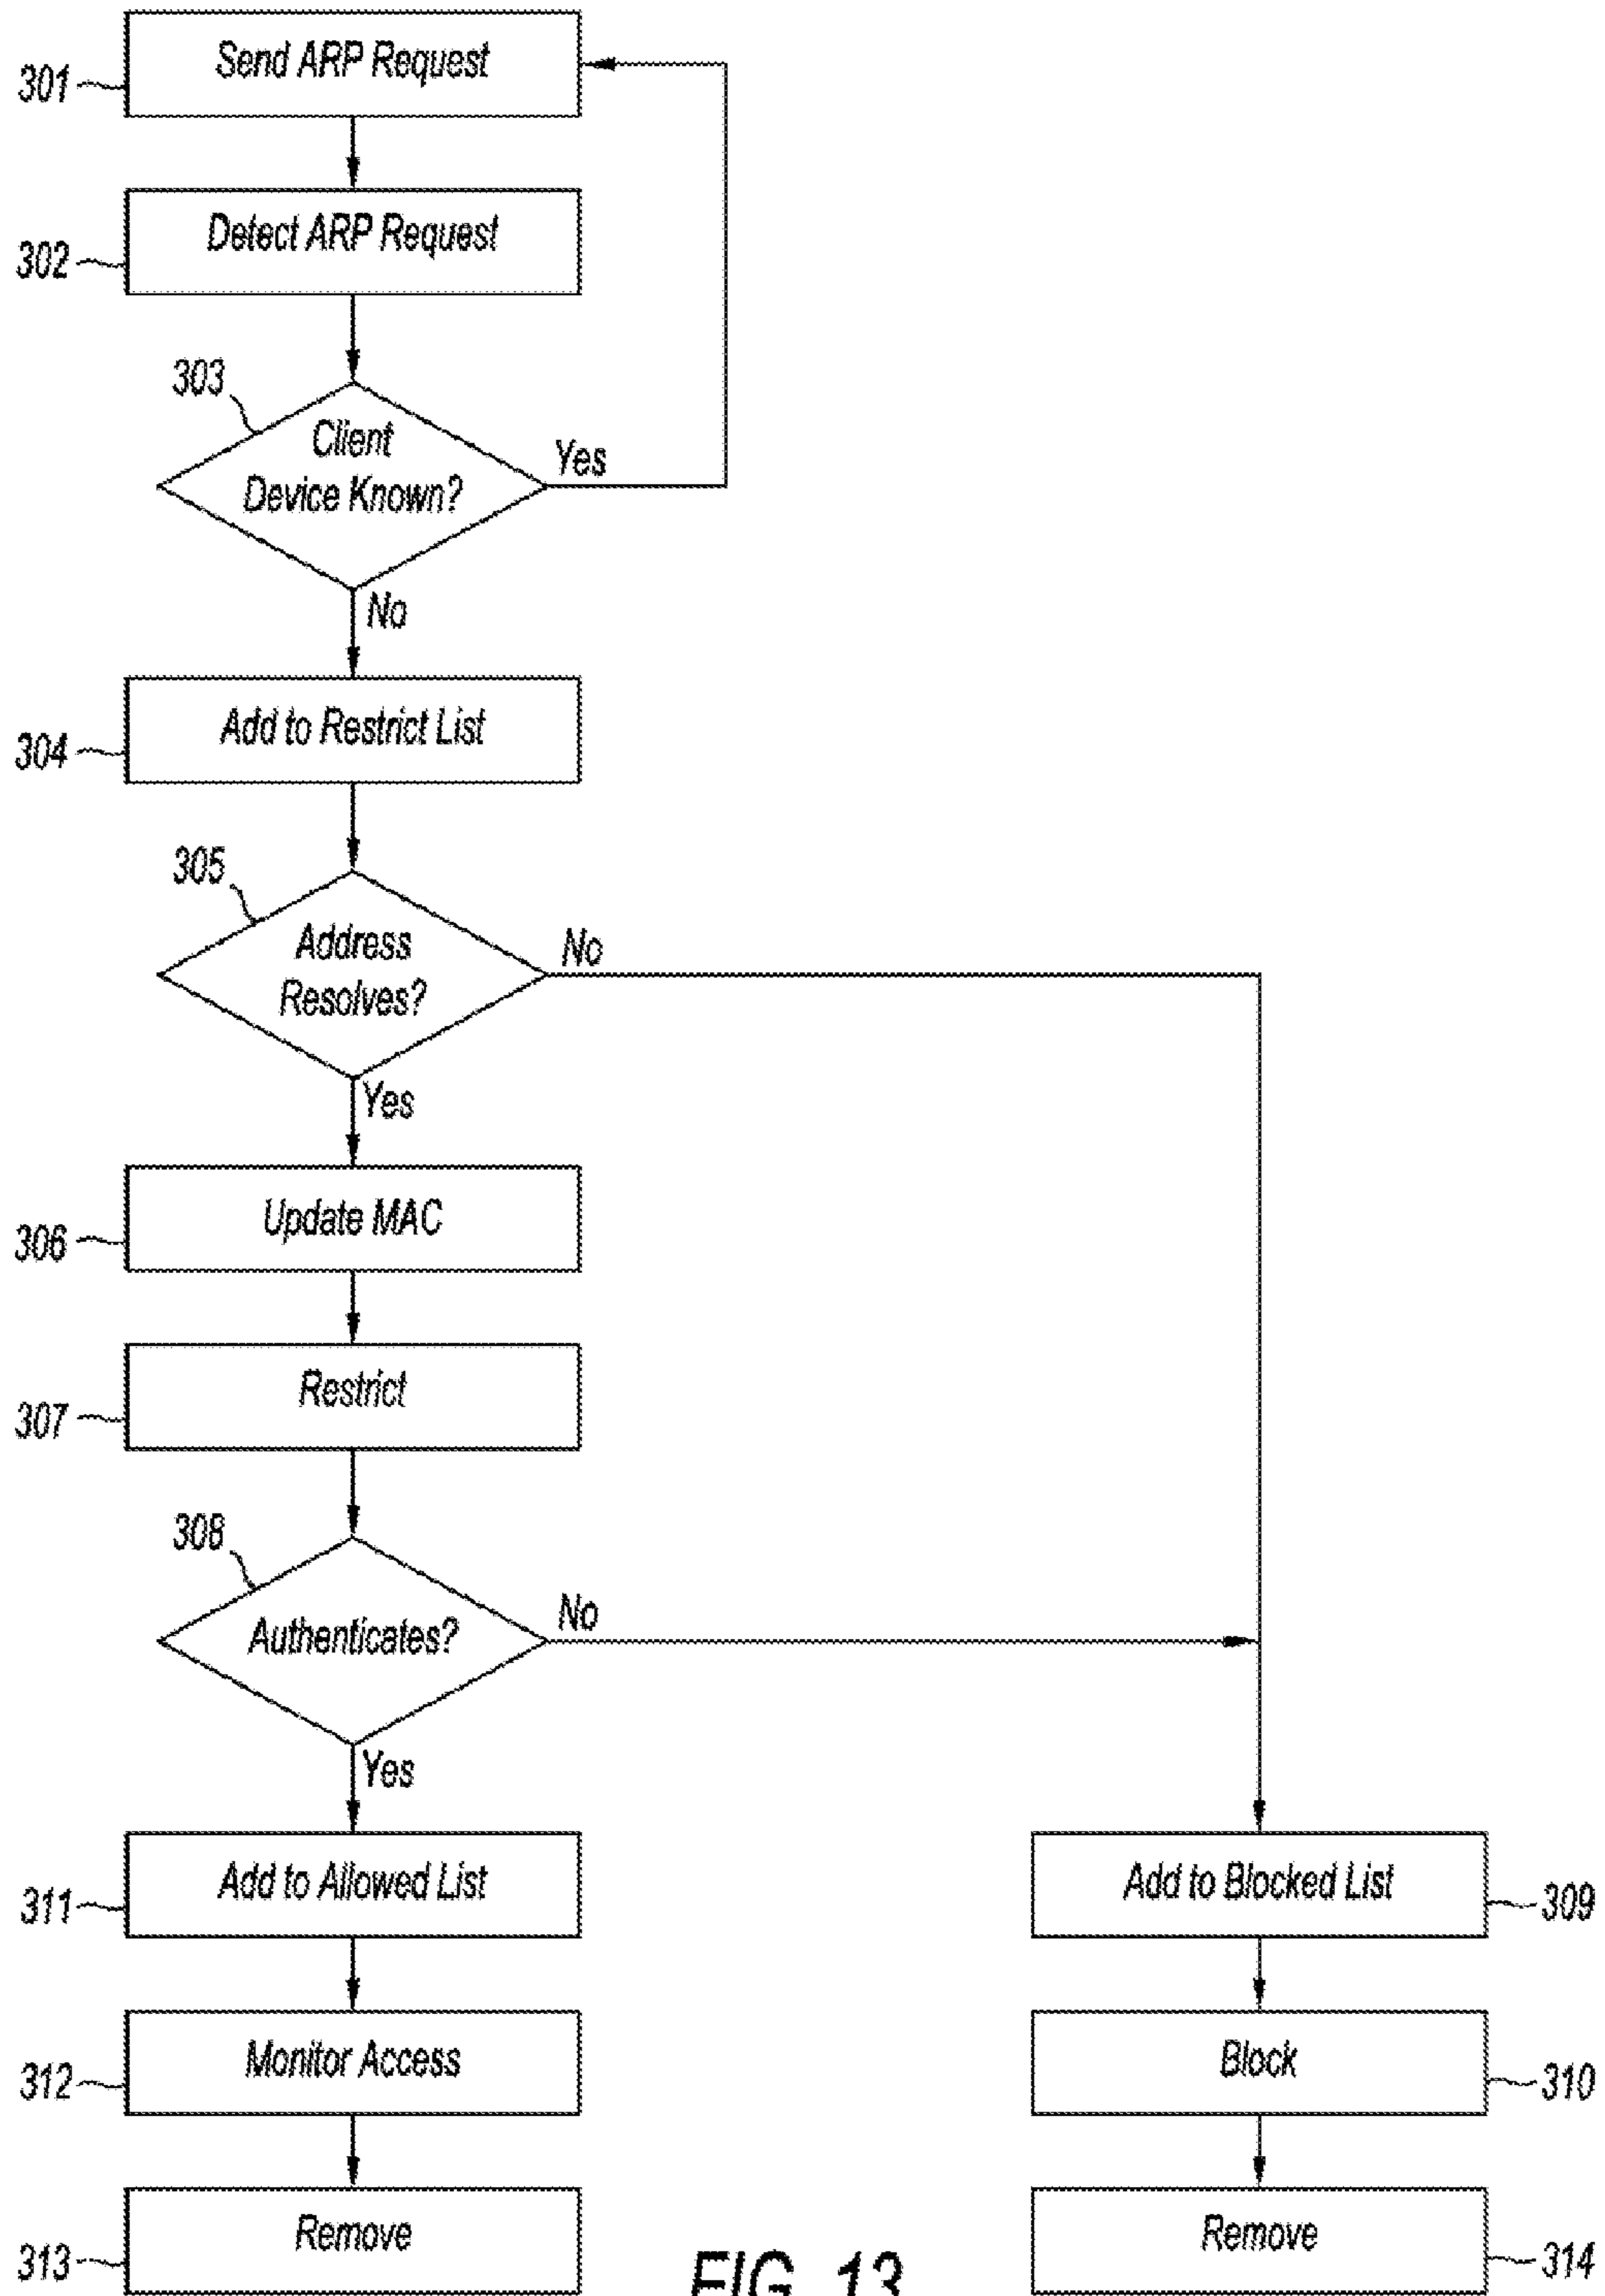 Send ARP Request
301
Detect ARP Request
302
303
Client
Device Known?
Yes
No
Add to Restrict List
304
305
Address
Resolves?
No
Yes
Update MAC
306
Restrict
307
308
Authenticates?
No
Yes
Add to Allowed List
311
Add to Blocked List
309
Monitor Access
312
Block
310
Remove
313
Remove
314
FIG. 13